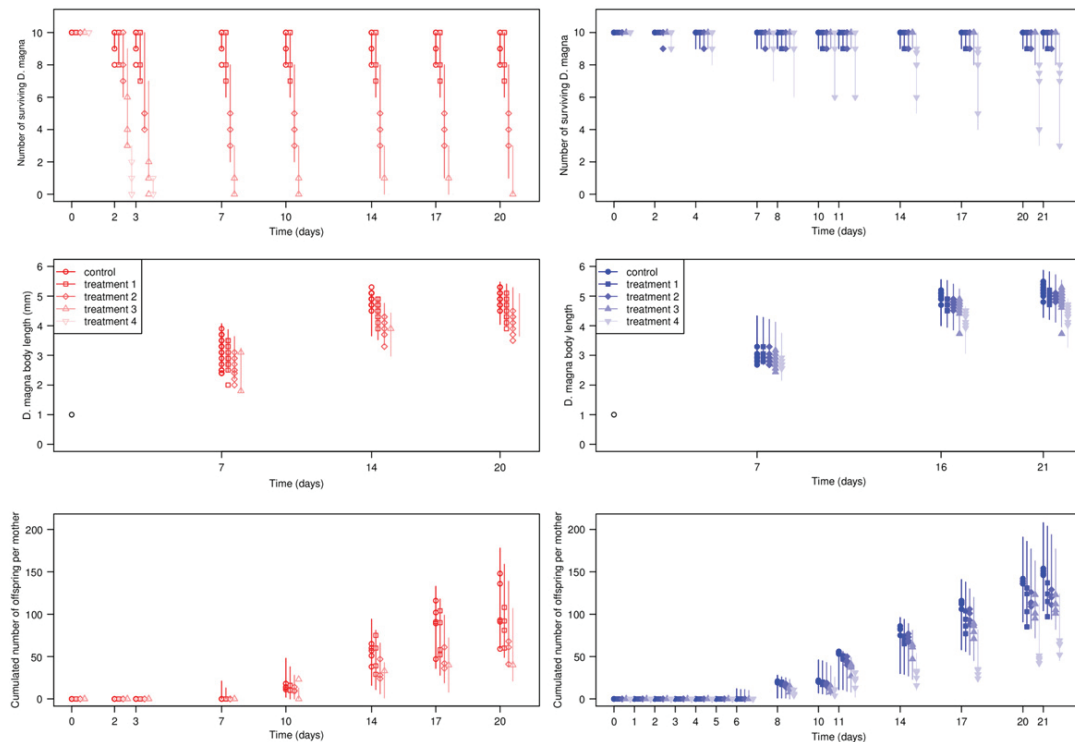 Number of surviving D. magna
10
8
6
4
2
0
0 2 3 7 10 14 17 20
Time (days)
Number of surviving D. magna
10
8
6
4
2
0
0 2 4 7 8 10 11 14 17 20 21
Time (days)
D. magna body length (mm)
6
5
4
3
2
1
0
control
treatment 1
treatment 2
treatment 3
treatment 4
7 14 20
Time (days)
D. magna body length
6
5
4
3
2
1
0
control
treatment 1
treatment 2
treatment 3
treatment 4
7 16 21
Time (days)
Cumulated number of offspring per mother
200
150
100
50
0
0 2 3 7 10 14 17 20
Time (days)
Cumulated number of offspring per mother
200
150
100
50
0
0 1 2 3 4 5 6 8 10 11 14 17 20 21
Time (days)